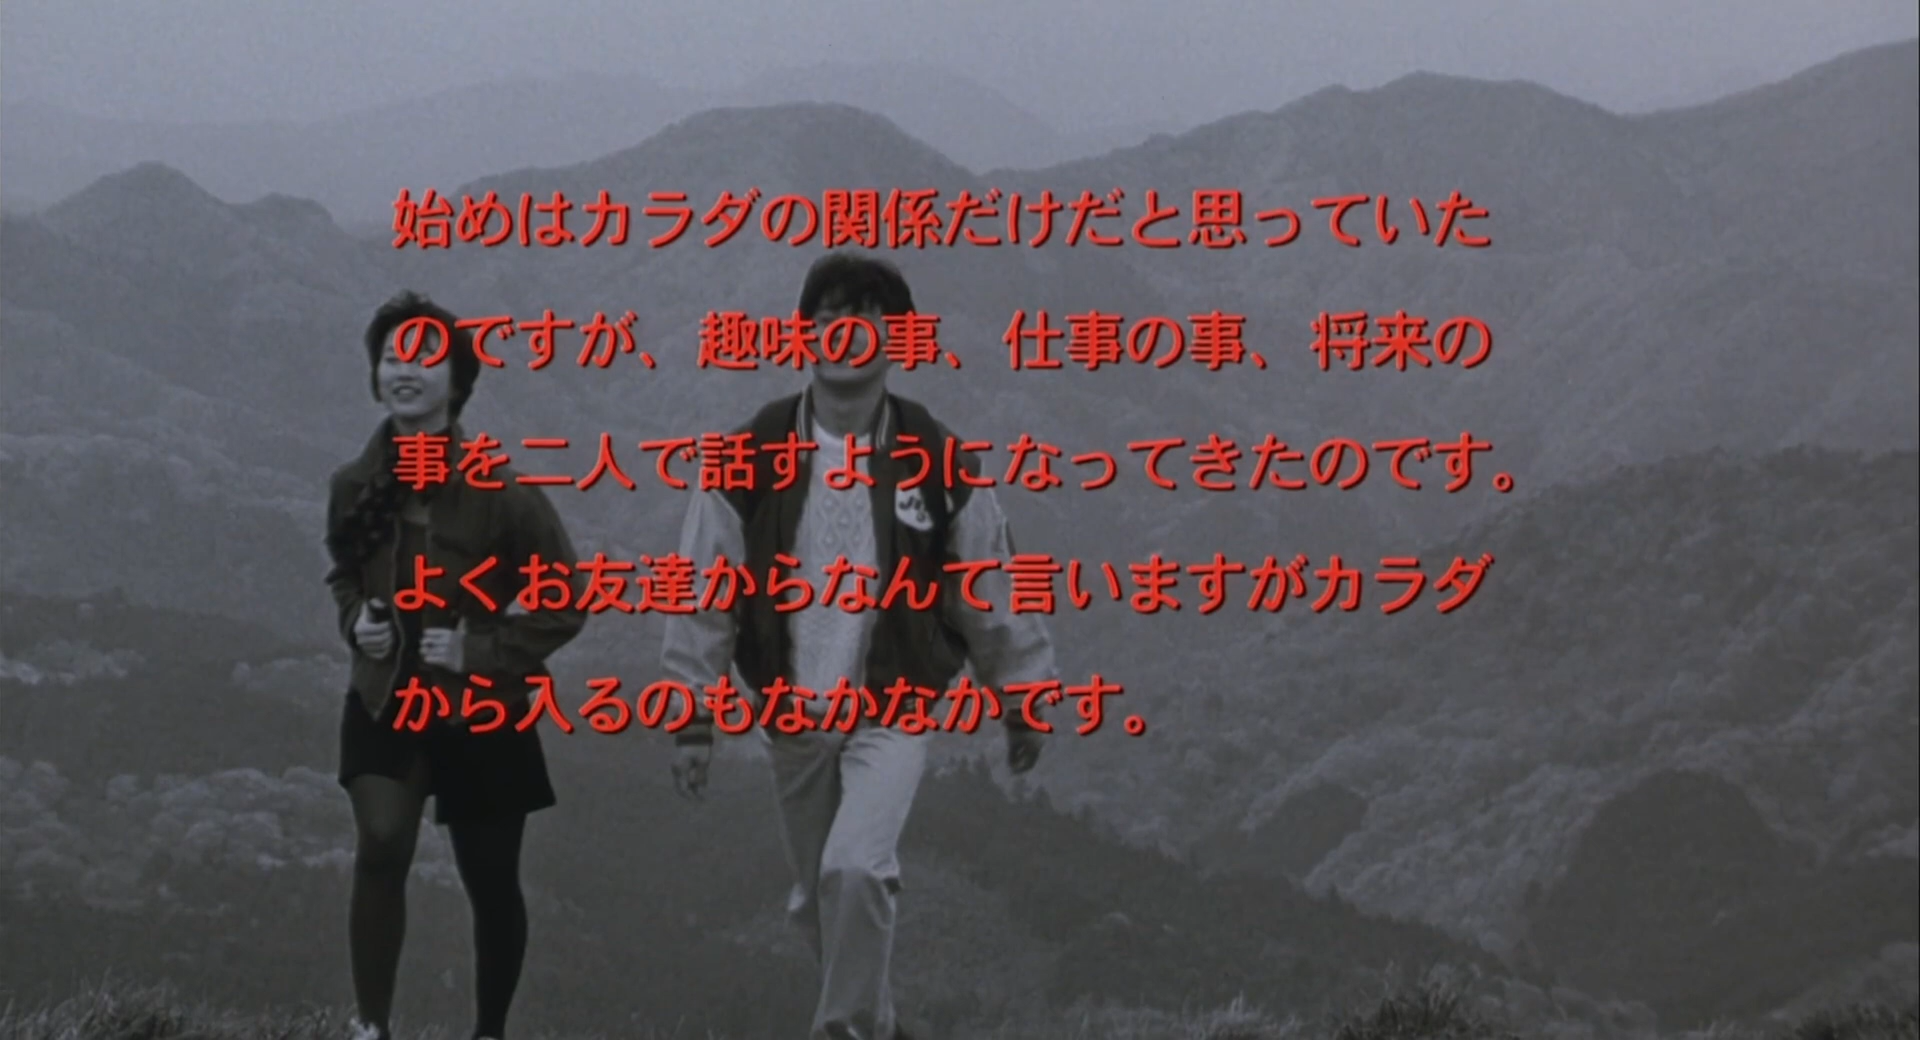 始めはカラダの関係だけだと思っていた
のですが、趣味の事、仕事の事、将来の
事を二人で話すようになってきたのです。
よくお友達からなんて言いますがカラダ
から入るのもなかなかです。